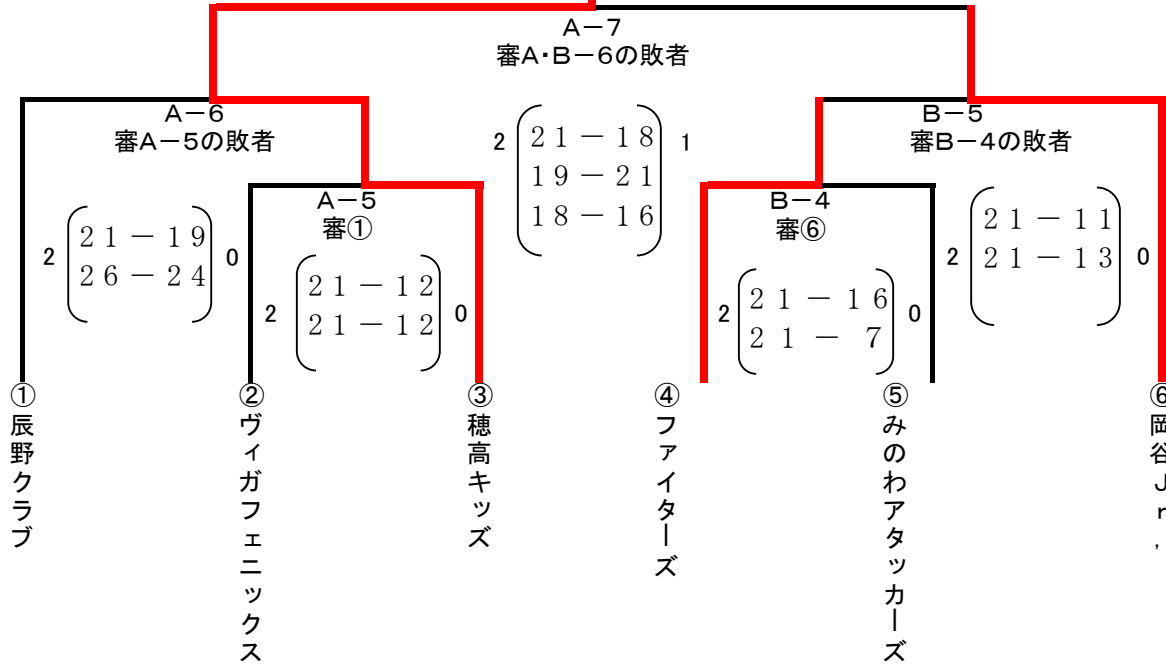 A－7
審A・B－6の敗者
A－6
審A－5の敗者
B－5
審B－4の敗者
2 21－18 1
19－21
18－16
A－5
審①
B－4
審⑥
2 21－19 0
26－24
2 21－12 0
21－12
2 21－16 0
21－ 7
2 21－11 0
21－13
①辰野クラブ
②ヴィガフェニックス
③穂高キッズ
④ファイターズ
⑤みのわアタッカーズ
⑥岡谷Jr，